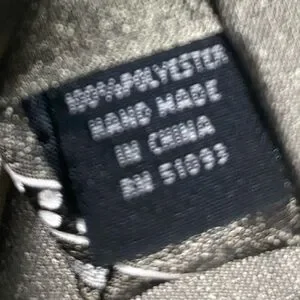 100% POLYESTER
HAND MADE
IN CHINA
RN 51093